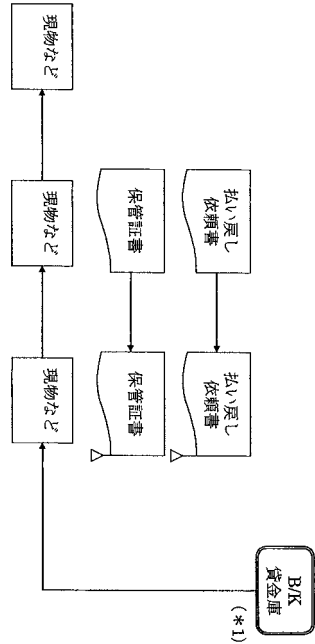 B/K
貸金庫
(*1)
払い戻し
依頼書
払い戻し
依頼書
保管証書
保管証書
現物など
現物など
現物など